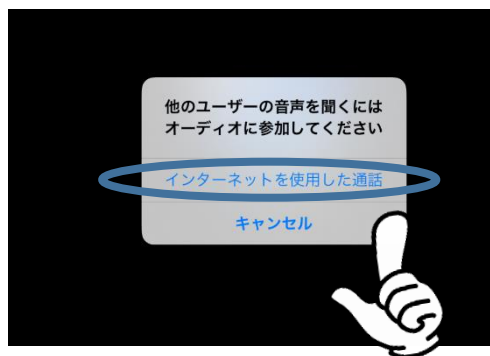 他のユーザーの音声を聞くには
オーディオに参加してください
インターネットを使用した通話
キャンセル